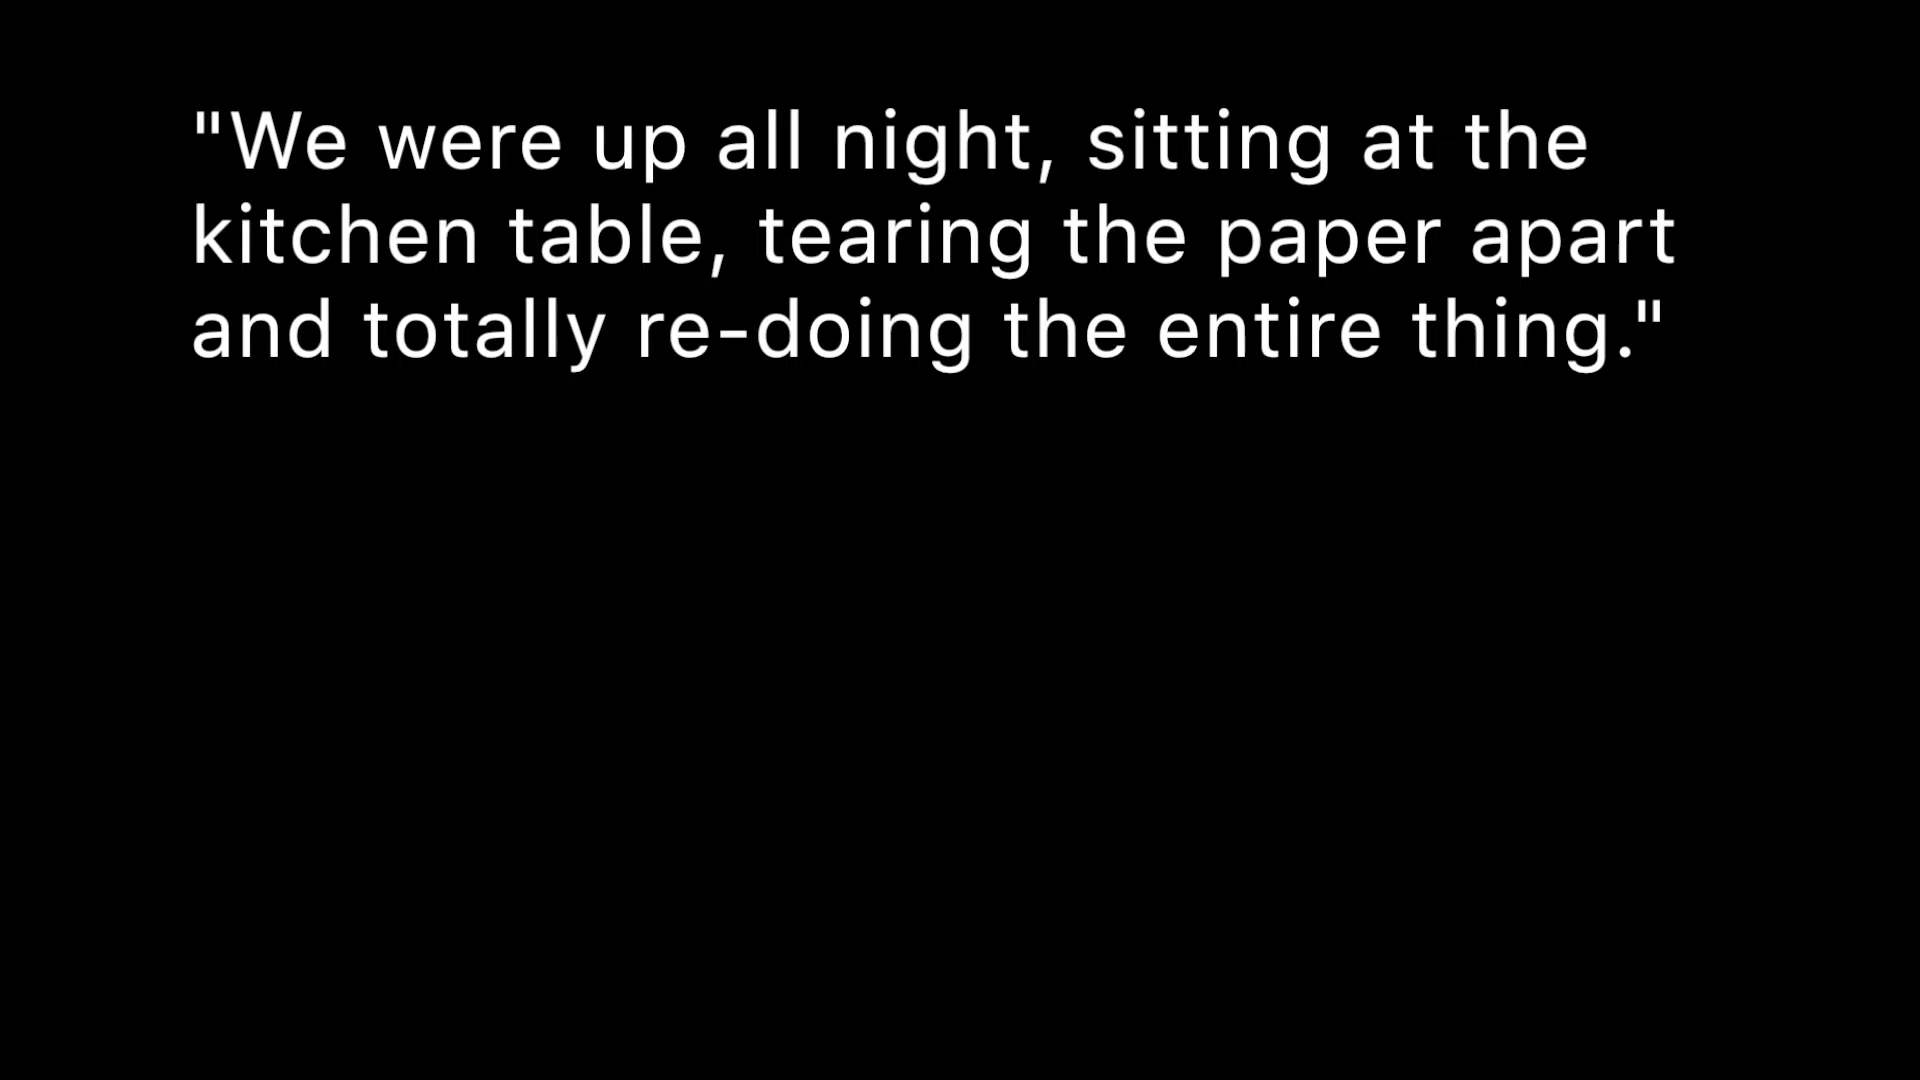 "We were up all night, sitting at the
kitchen table, tearing the paper apart
and totally re-doing the entire thing."